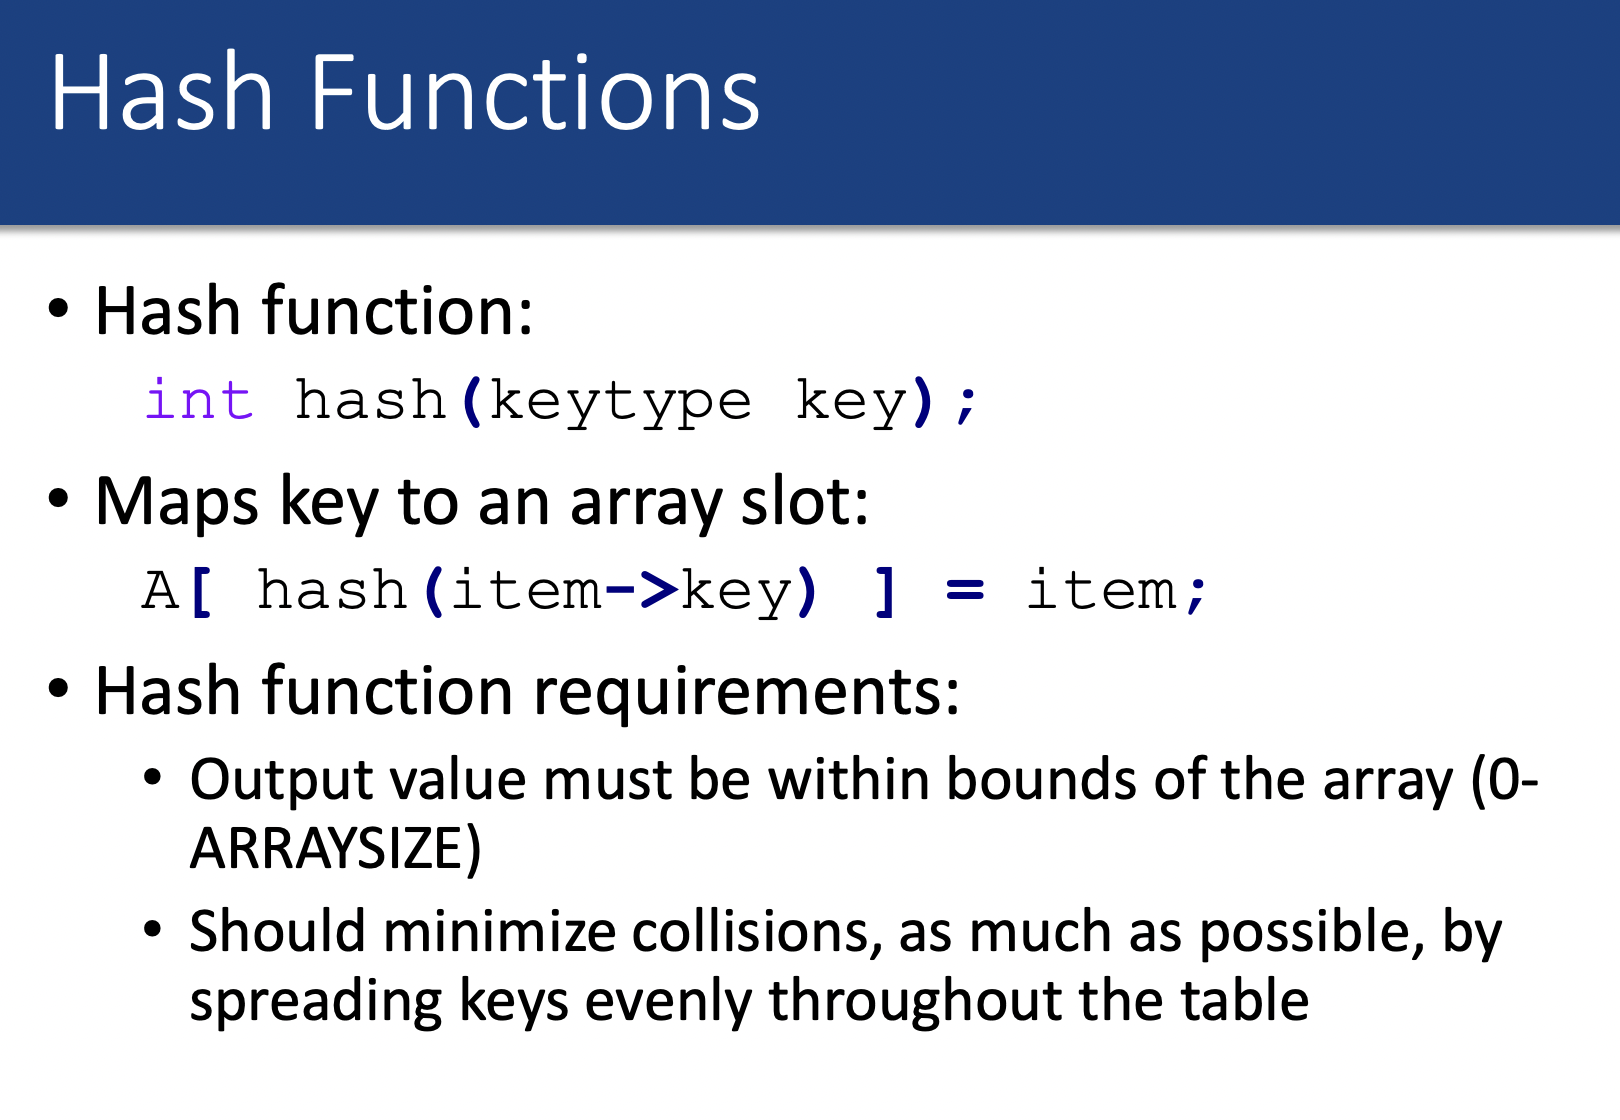 Hash Functions
• Hash function:
int hash(keytype key);
• Maps key to an array slot:
A[ hash(item->key) ] = item;
• Hash function requirements:
• Output value must be within bounds of the array (0-
ARRAYSIZE)
• Should minimize collisions, as much as possible, by
spreading keys evenly throughout the table